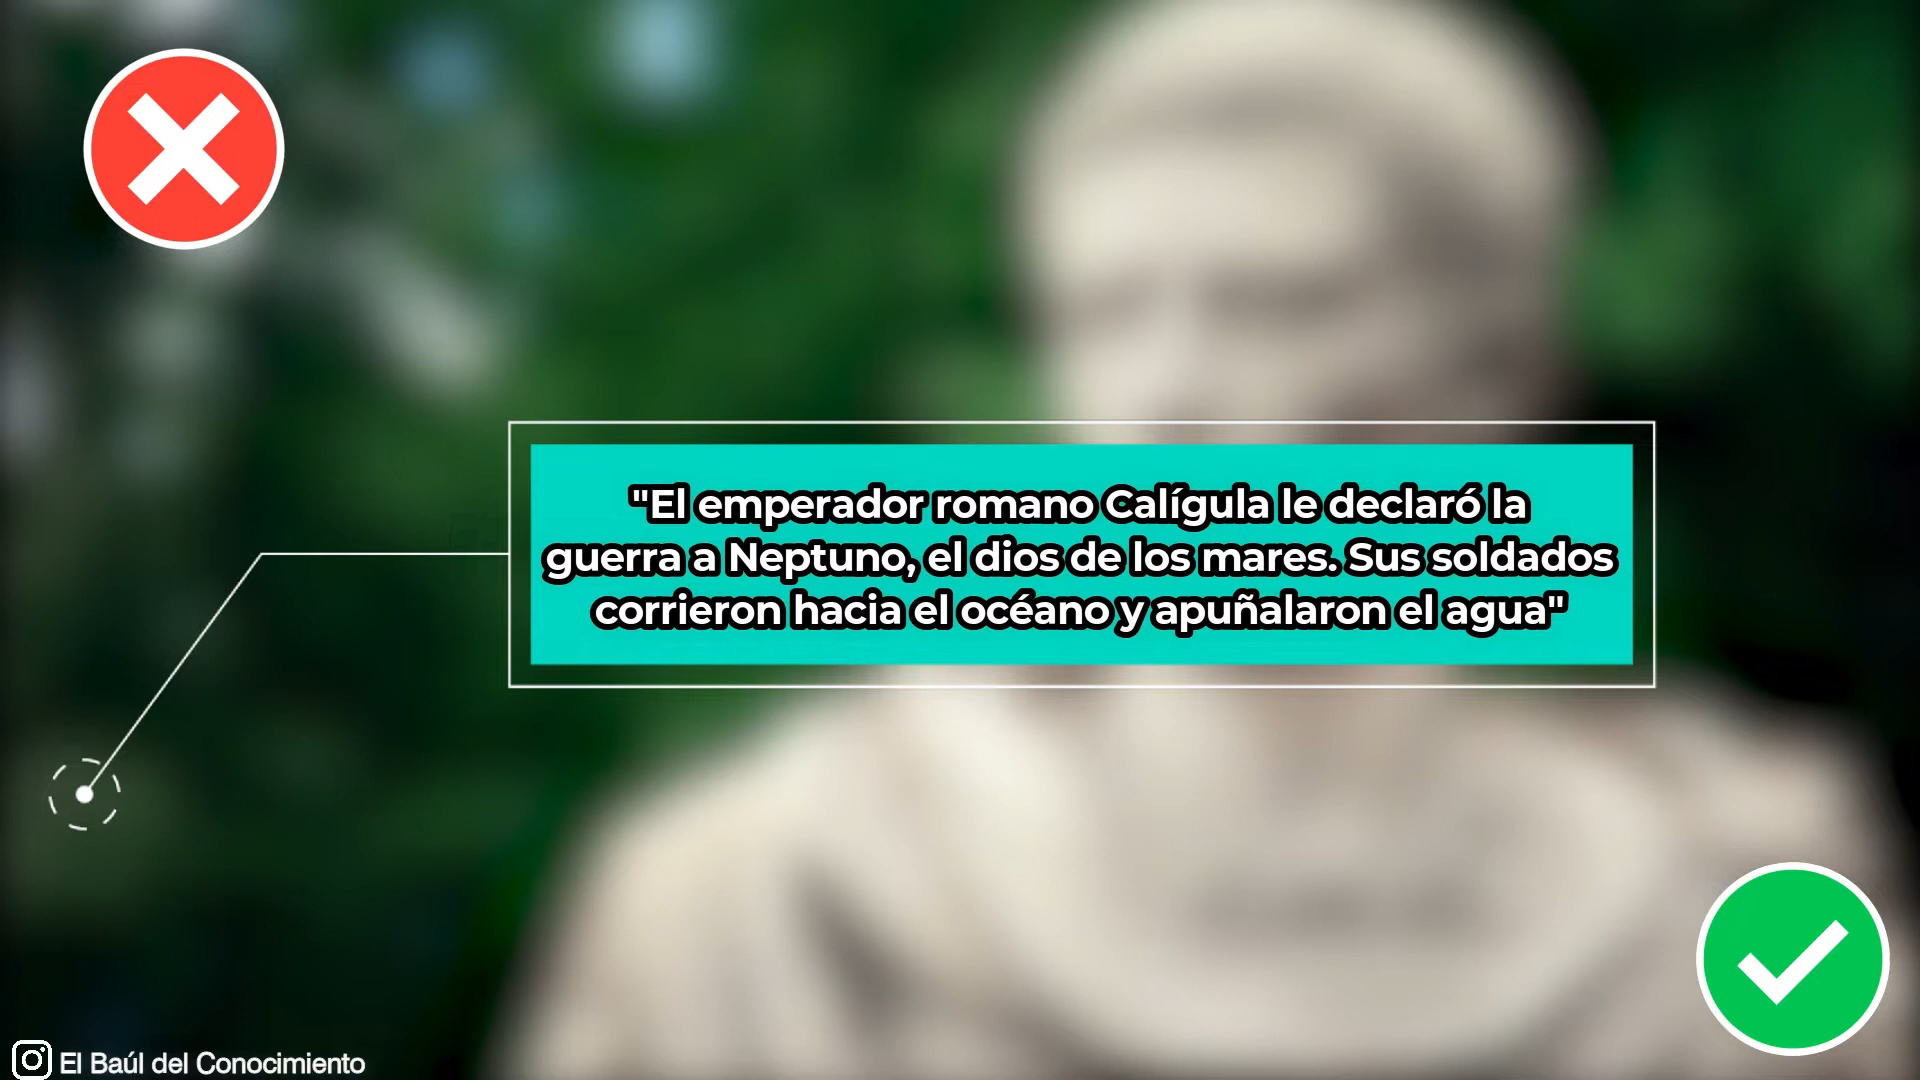 "El emperador romano Calígula le declaró la
guerra a Neptuno, el dios de los mares. Sus soldados
corrieron hacia el océano y apuñalaron el agua"
El Baúl del Conocimiento